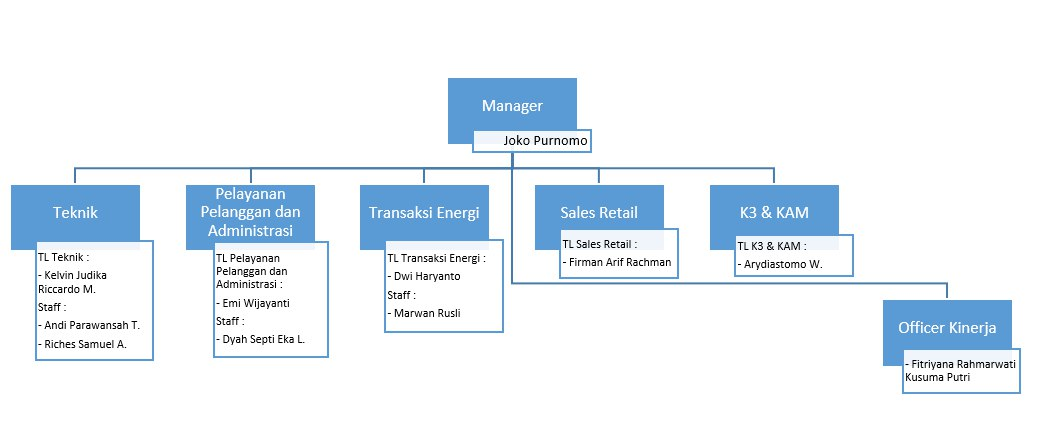 Manager
Joko Purnomo
Teknik
TL Teknik :
- Kelvin Judika
Riccardo M.
Staff :
- Andi Parawansah T.
- Riches Samuel A.
Pelayanan
Pelanggan dan
Administrasi
TL Pelayanan
Pelanggan dan
Administrasi :
- Emi Wijayanti
Staff :
- Dyah Septi Eka L.
Transaksi Energi
TL Transaksi Energi :
- Dwi Haryanto
Staff :
- Marwan Rusli
Sales Retail
TL Sales Retail :
- Firman Arif Rachman
K3 & KAM
TL K3 & KAM :
- Arydiastomo W.
Officer Kinerja
- Fitriyana Rahmarwati
Kusuma Putri